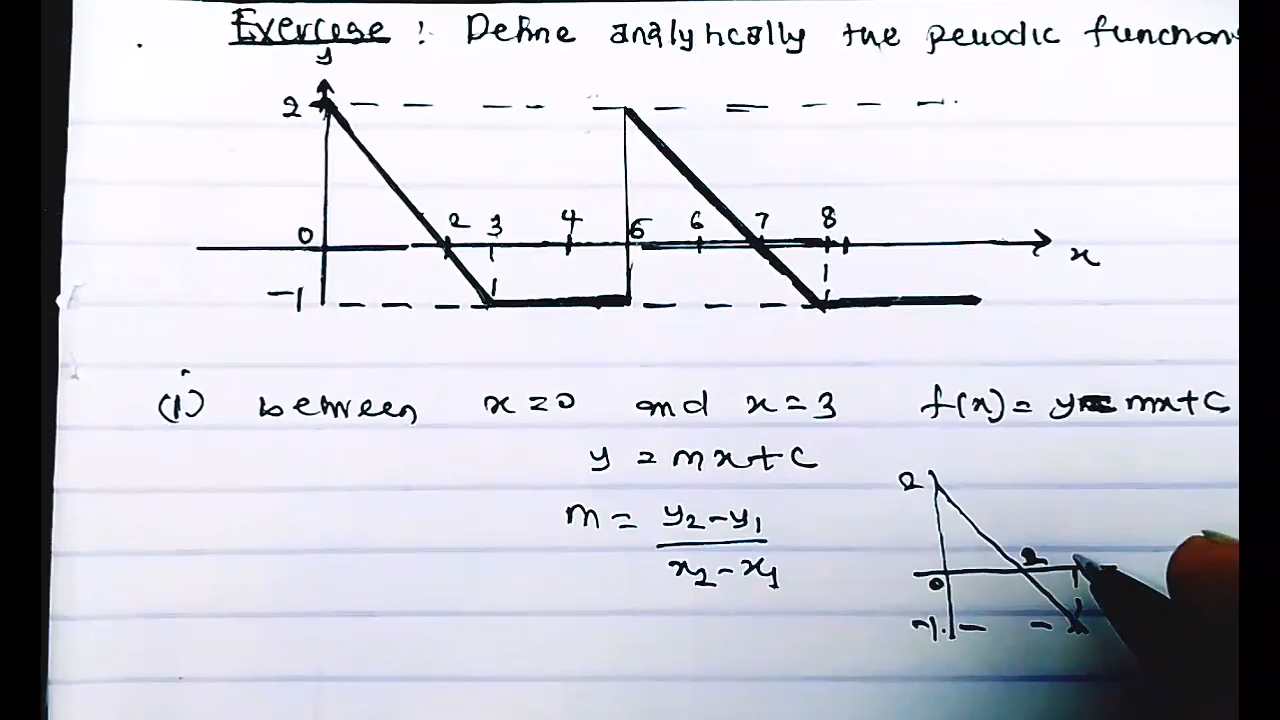 Exercise : Define analytically the periodic function
y
2
0 2 3 4 5 6 7 8
x
-1
(i) between x=0 and x=3 f(x)= y= mx+c
y = mx+c
m = y₂-y₁
x₂-x₁
2
2
0
-1